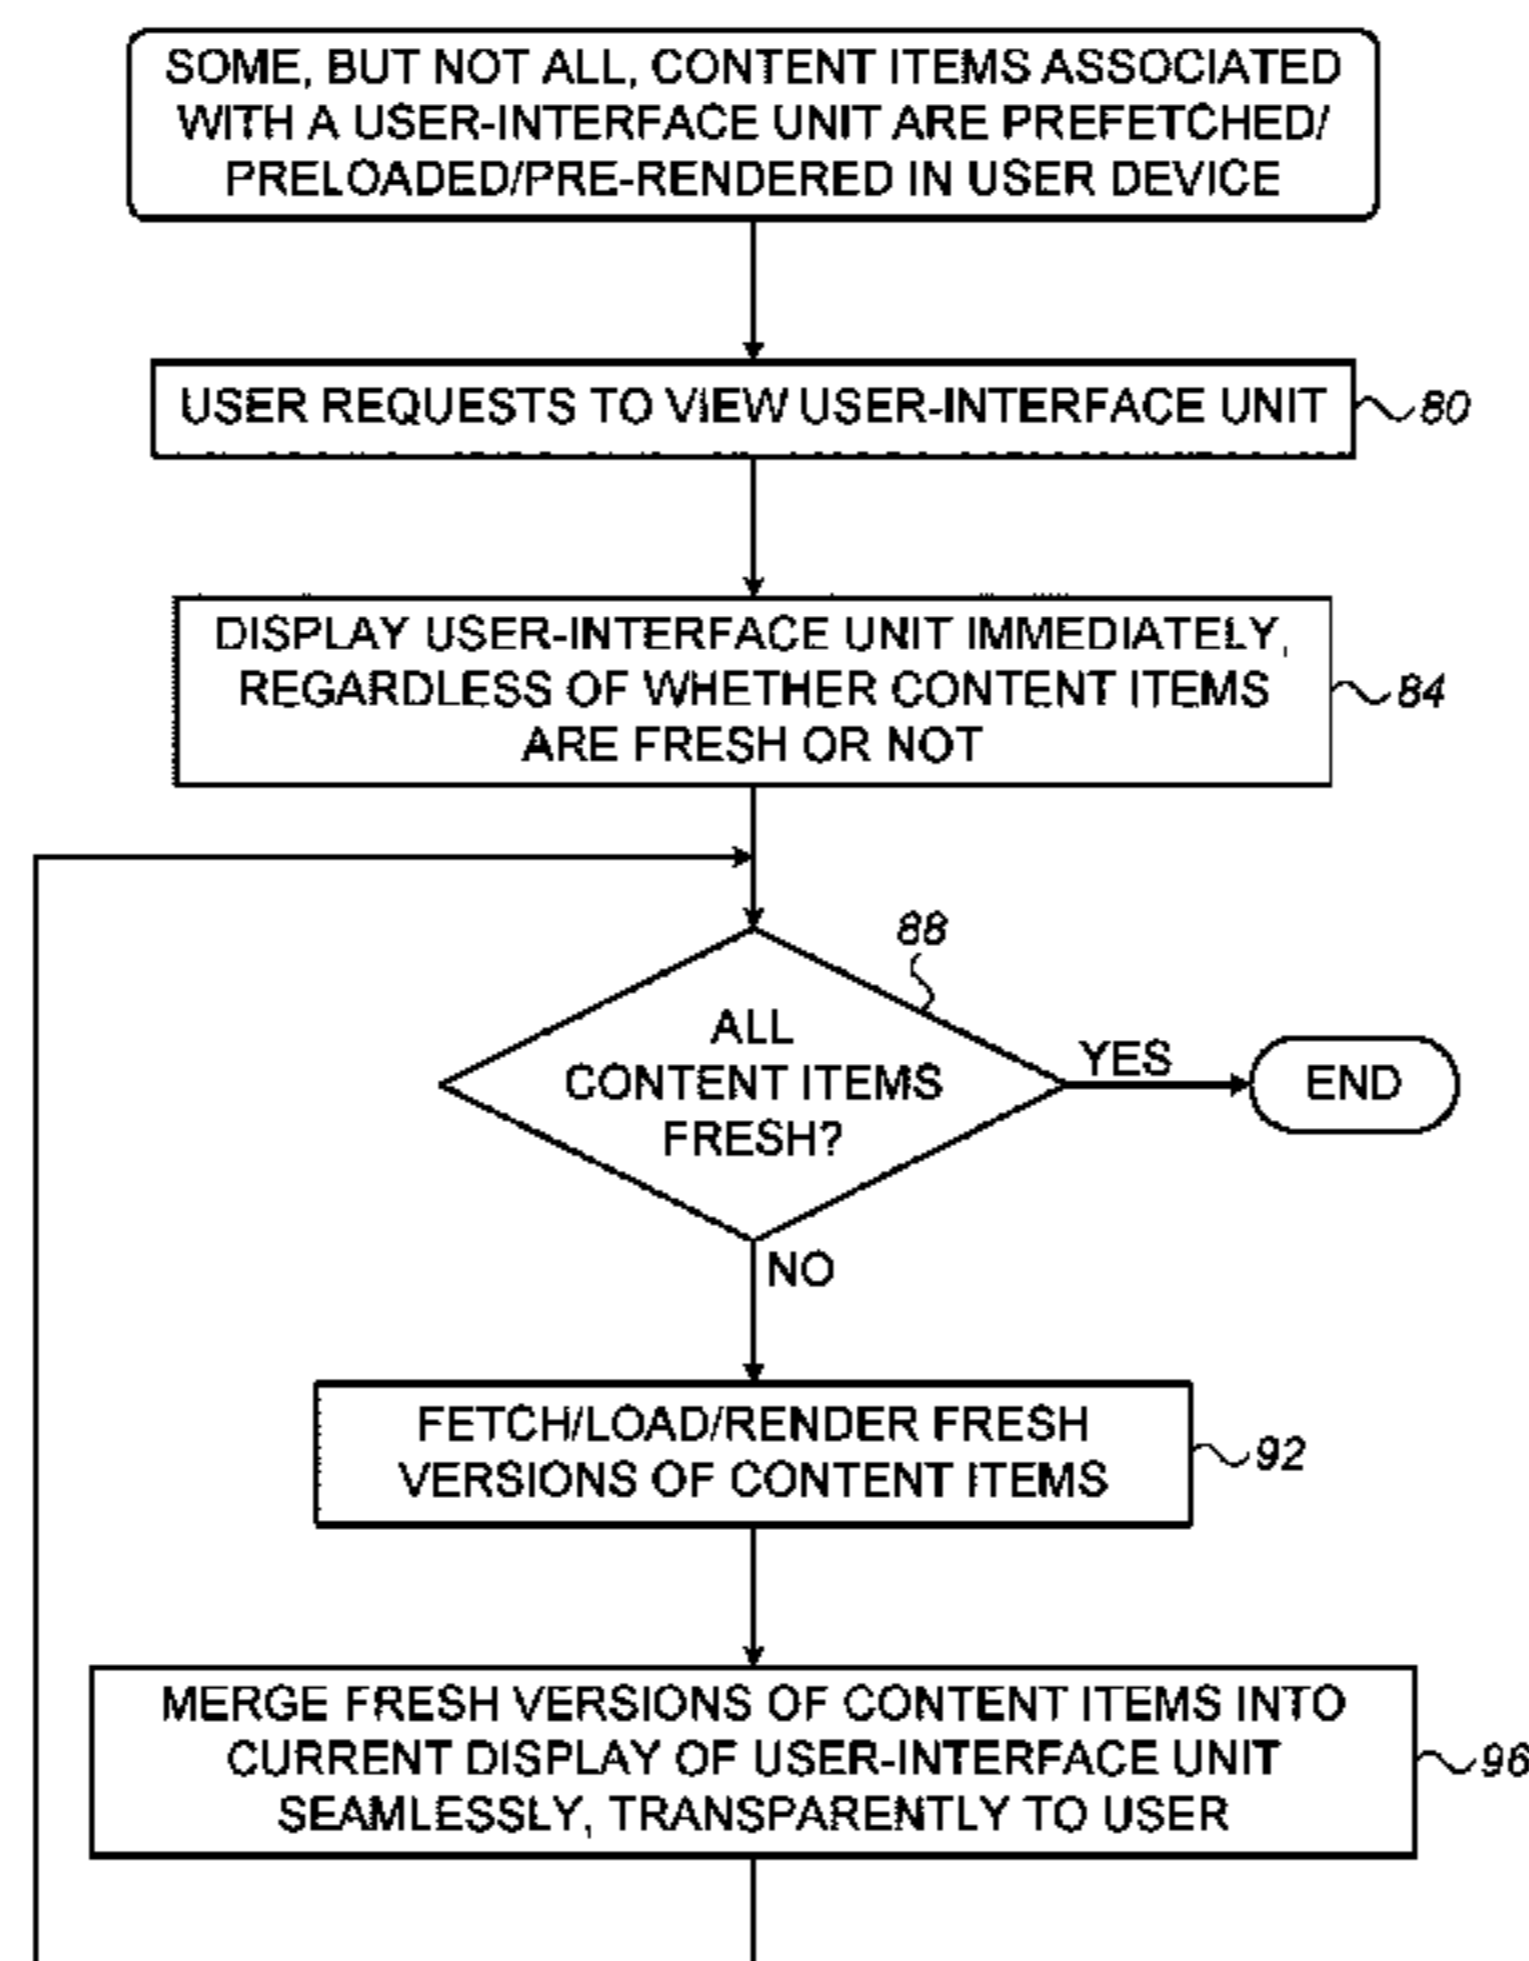 SOME, BUT NOT ALL, CONTENT ITEMS ASSOCIATED
WITH A USER-INTERFACE UNIT ARE PREFETCHED/
PRELOADED/PRE-RENDERED IN USER DEVICE
USER REQUESTS TO VIEW USER-INTERFACE UNIT
80
DISPLAY USER-INTERFACE UNIT IMMEDIATELY,
REGARDLESS OF WHETHER CONTENT ITEMS
ARE FRESH OR NOT
84
88
ALL
CONTENT ITEMS
FRESH?
YES
END
NO
FETCH/LOAD/RENDER FRESH
VERSIONS OF CONTENT ITEMS
92
MERGE FRESH VERSIONS OF CONTENT ITEMS INTO
CURRENT DISPLAY OF USER-INTERFACE UNIT
SEAMLESSLY, TRANSPARENTLY TO USER
96